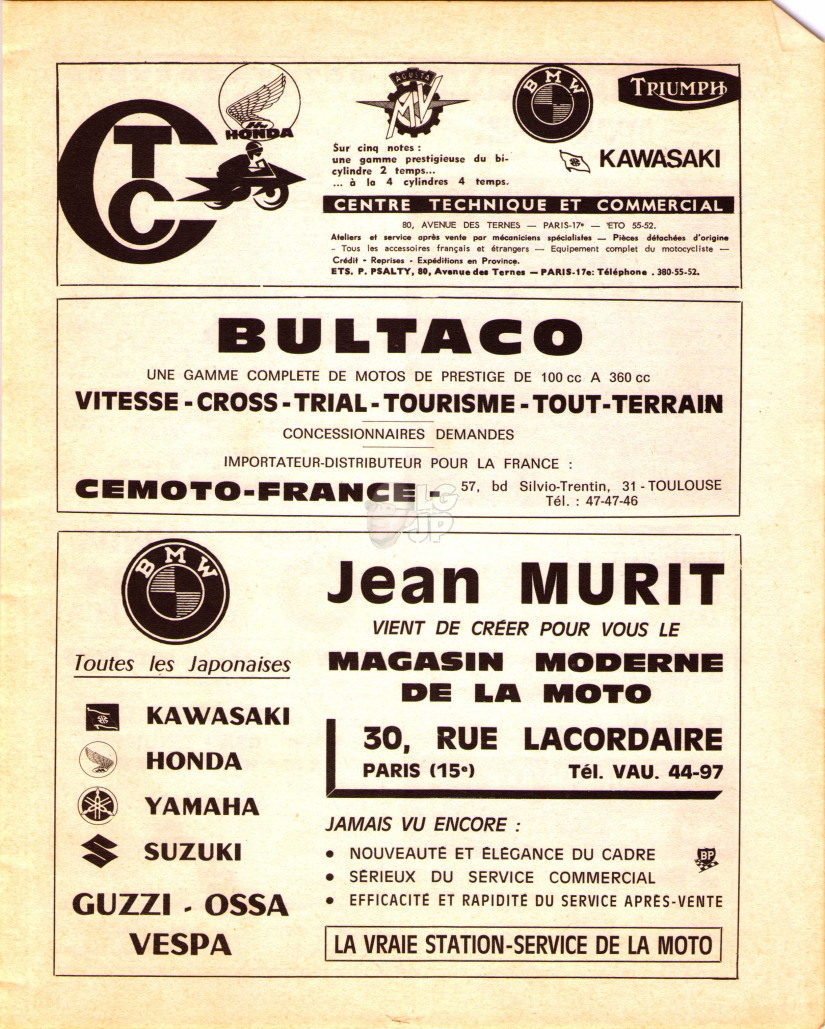 TCC
HONDA
AGUSTA
MV
BMW
TRIUMPH
KAWASAKI
Sur cinq notes :
une gamme prestigieuse du bi-
cylindre 2 temps...
... à la 4 cylindres 4 temps.
CENTRE TECHNIQUE ET COMMERCIAL
80, AVENUE DES TERNES — PARIS-17e — ETO 55-52.
Ateliers et service après vente par mécaniciens spécialistes — Pièces détachées d'origine
- Tous les accessoires français et étrangers — Equipement complet du motocycliste —
Crédit - Reprises - Expéditions en Province.
ETS. P. PSALTY, 80, Avenue des Ternes — PARIS-17e: Téléphone . 380-55-52.
BULTACO
UNE GAMME COMPLETE DE MOTOS DE PRESTIGE DE 100 cc A 360 cc
VITESSE - CROSS - TRIAL - TOURISME - TOUT-TERRAIN
CONCESSIONNAIRES DEMANDES
IMPORTATEUR-DISTRIBUTEUR POUR LA FRANCE :
CEMOTO-FRANCE - 57, bd Silvio-Trentin, 31 - TOULOUSE
Tél. : 47-47-46
LG
JP
BMW
Toutes les Japonaises
KAWASAKI
HONDA
YAMAHA
SUZUKI
GUZZI - OSSA
VESPA
Jean MURIT
VIENT DE CRÉER POUR VOUS LE
MAGASIN MODERNE
DE LA MOTO
30, RUE LACORDAIRE
PARIS (15e) Tél. VAU. 44-97
JAMAIS VU ENCORE :
● NOUVEAUTÉ ET ÉLÉGANCE DU CADRE
BP
● SÉRIEUX DU SERVICE COMMERCIAL
● EFFICACITÉ ET RAPIDITÉ DU SERVICE APRÈS-VENTE
LA VRAIE STATION-SERVICE DE LA MOTO